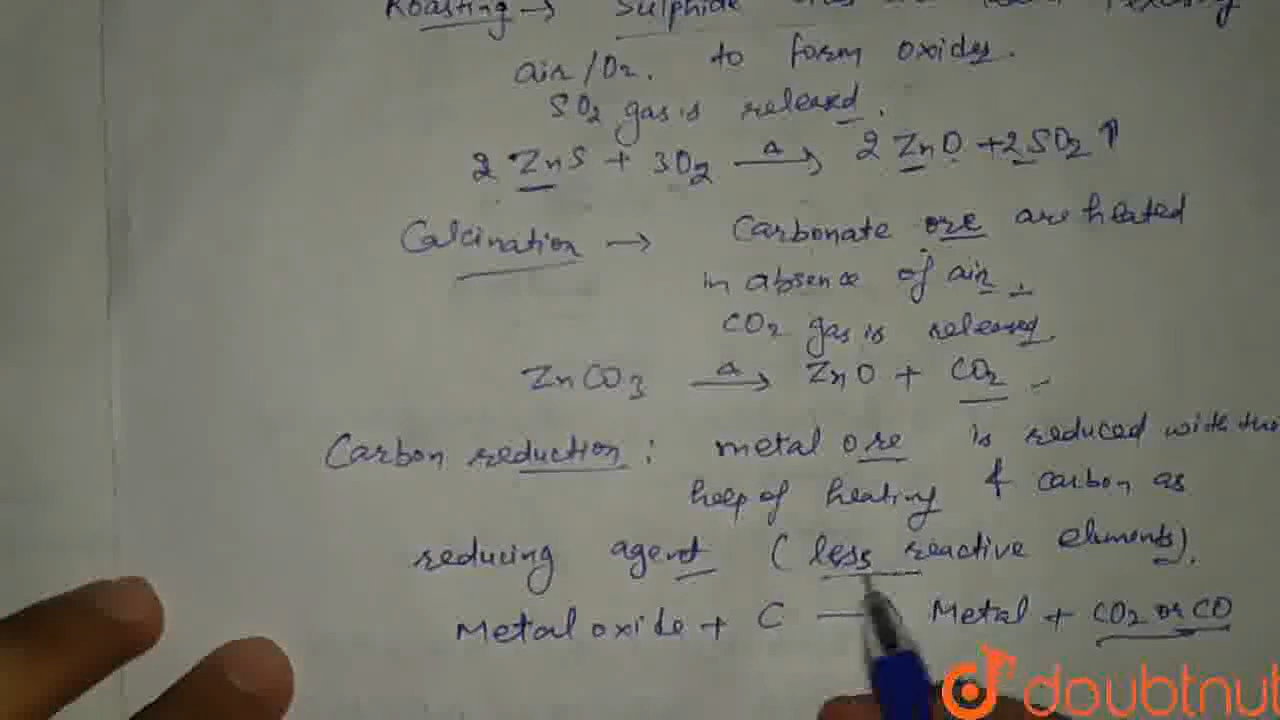 Roasting → Sulphide
air/O2. to form oxides.
SO2 gas is released.
2 ZnS + 3O2 —Δ→ 2 ZnO + 2SO2 ↑
Calcination → Carbonate ore are heated
in absence of air.
CO2 gas is released.
ZnCO3 —Δ→ ZnO + CO2
Carbon reduction : metal ore is reduced with the
help of heating & carbon as
reducing agent (less reactive elements).
Metal oxide + C — Metal + CO2 or CO
doubtnut